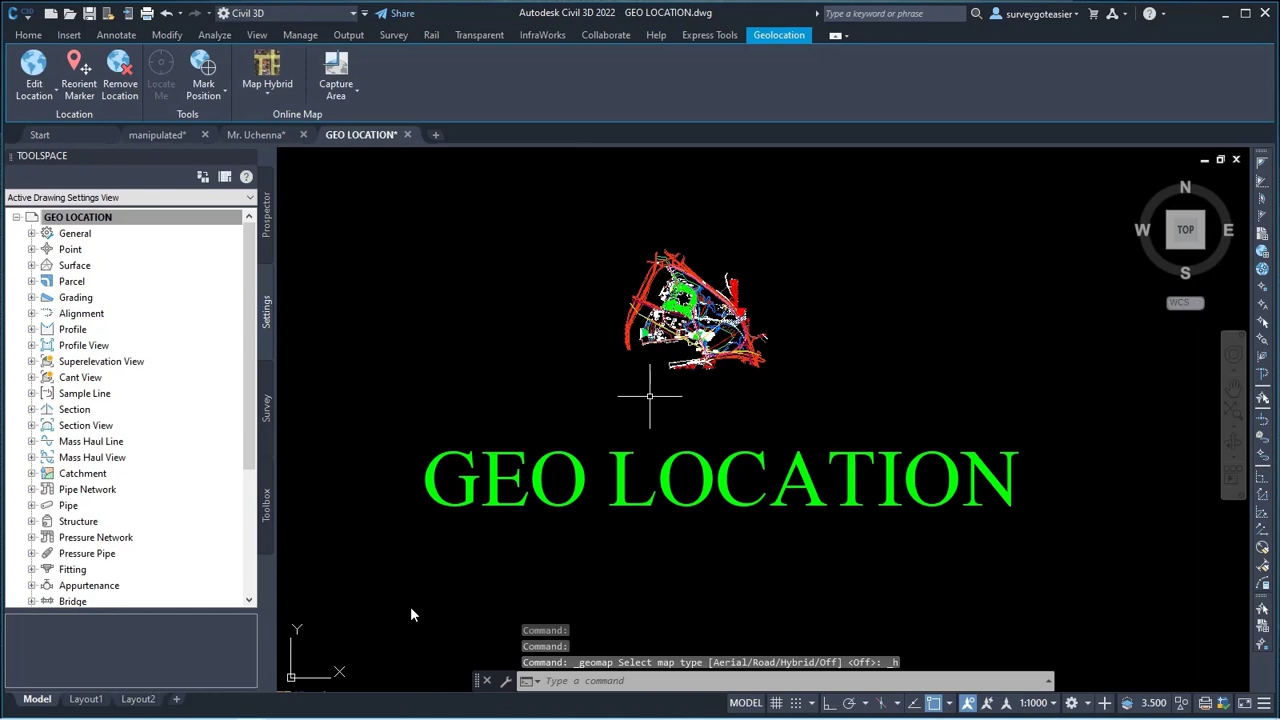 C3D
Civil 3D
Share
Autodesk Civil 3D 2022 GEO LOCATION.dwg
Type a keyword or phrase
surveygoteasier
Home Insert Annotate Modify Analyze View Manage Output Survey Rail Transparent InfraWorks Collaborate Help Express Tools Geolocation
Edit Location
Reorient Marker
Remove Location
Locate Me
Mark Position
Map Hybrid
Capture Area
Location
Tools
Online Map
Start
manipulated*
Mr. Uchenna*
GEO LOCATION*
TOOLSPACE
Active Drawing Settings View
GEO LOCATION
General
Point
Surface
Parcel
Grading
Alignment
Profile
Profile View
Superelevation View
Cant View
Sample Line
Section
Section View
Mass Haul Line
Mass Haul View
Catchment
Pipe Network
Pipe
Structure
Pressure Network
Pressure Pipe
Fitting
Appurtenance
Bridge
Prospector
Settings
Survey
Toolbox
N
W TOP E
S
WCS
GEO LOCATION
Y
X
Command:
Command:
Command: _geomap Select map type [Aerial/Road/Hybrid/Off] <Off>: _h
Type a command
Model Layout1 Layout2
MODEL
1:1000
3.500